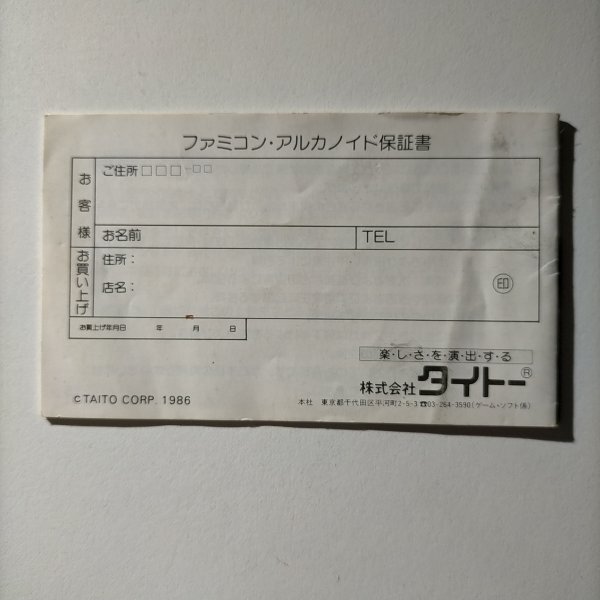 ファミコン・アルカノイド保証書
お客様
ご住所□□□-□□
お名前
TEL
お買い上げ
住所：
店名：
印
お買上げ年月日 年 月 日
楽・し・さ・を・演・出・す・る
株式会社タイトー®
本社 東京都千代田区平河町2-5-3☎03-264-3590(ゲーム・ソフト係)
©TAITO CORP. 1986